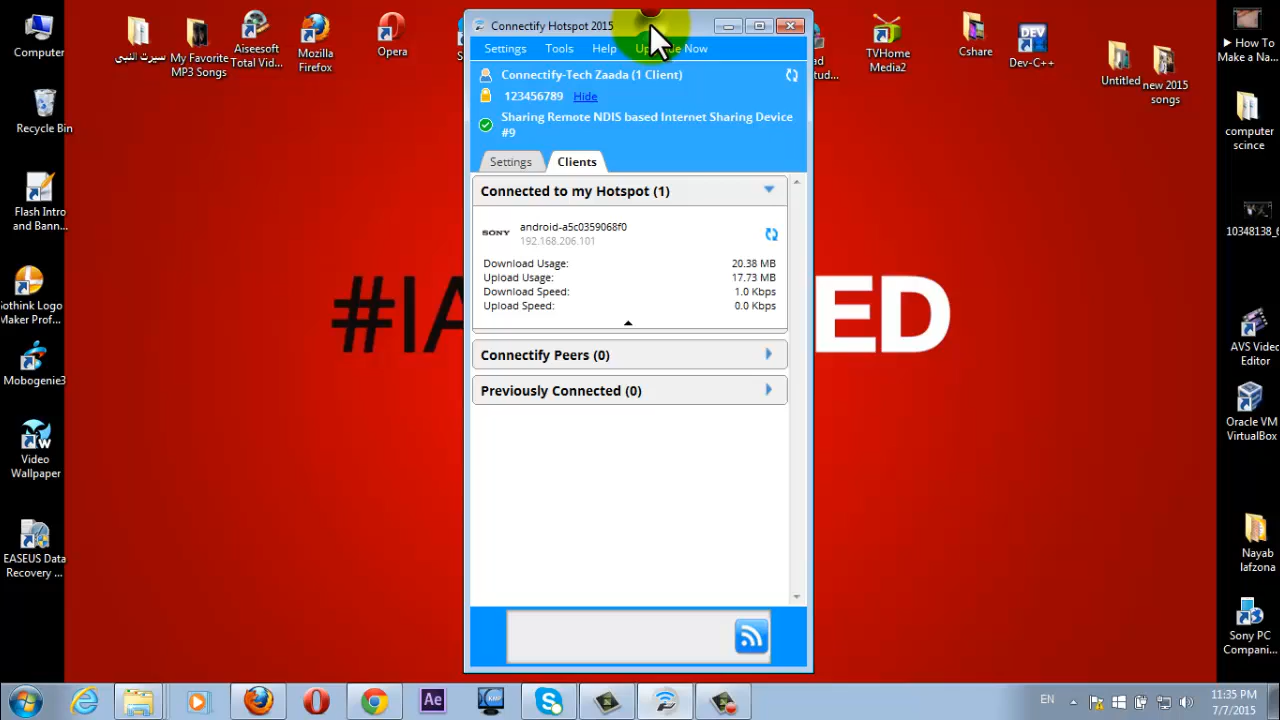 Computer
سیرت النبی
My Favorite
MP3 Songs
Aiseesoft
Total Vid...
Mozilla
Firefox
Opera
Connectify Hotspot 2015
Settings
Tools
Help
Now
Connectify-Tech Zaada (1 Client)
123456789
Hide
Sharing Remote NDIS based Internet Sharing Device
#9
Settings
Clients
Connected to my Hotspot (1)
SONY
android-a5c0359068f0
192.168.206.101
Download Usage:
20.38 MB
Upload Usage:
17.73 MB
Download Speed:
1.0 Kbps
Upload Speed:
0.0 Kbps
Connectify Peers (0)
Previously Connected (0)
TVHome
Media2
Cshare
Dev-C++
Untitled
new 2015
songs
► How To
Make a Na...
Recycle Bin
computer
scince
Flash Intro
and Bann...
10348138_6
#IA
ED
Sothink Logo
Maker Prof...
Mobogenie3
AVS Video
Editor
Video
Wallpaper
Oracle VM
VirtualBox
EASEUS Data
Recovery ...
Nayab
lafzona
Sony PC
Compani...
Ae
KMP
EN
11:35 PM
7/7/2015